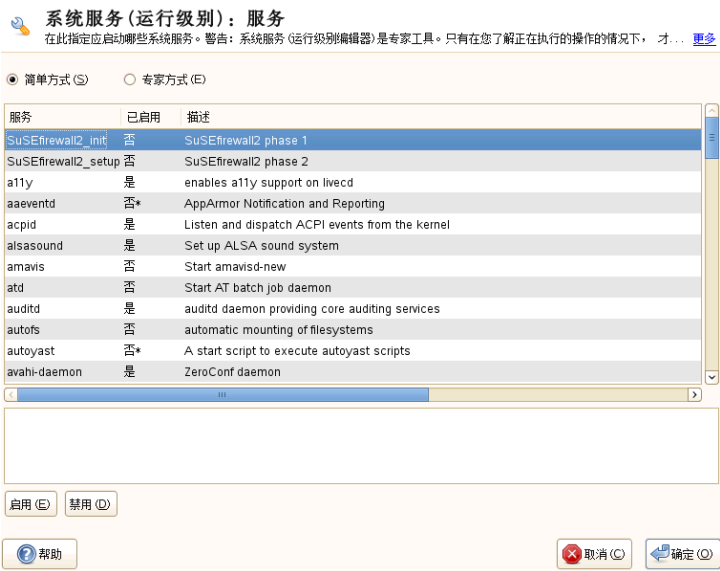 系统服务(运行级别)：服务
在此指定应启动哪些系统服务。警告：系统服务(运行级别编辑器)是专家工具。只有在您了解正在执行的操作的情况下， 才... 更多
简单方式(S) 专家方式(E)
服务 已启用 描述
SuSEfirewall2_init 否 SuSEfirewall2 phase 1
SuSEfirewall2_setup 否 SuSEfirewall2 phase 2
a11y 是 enables a11y support on livecd
aaeventd 否* AppArmor Notification and Reporting
acpid 是 Listen and dispatch ACPI events from the kernel
alsasound 是 Set up ALSA sound system
amavis 否 Start amavisd-new
atd 否 Start AT batch job daemon
auditd 是 auditd daemon providing core auditing services
autofs 否 automatic mounting of filesystems
autoyast 否* A start script to execute autoyast scripts
avahi-daemon 是 ZeroConf daemon
启用(E) 禁用(D)
帮助 取消(C) 确定(O)